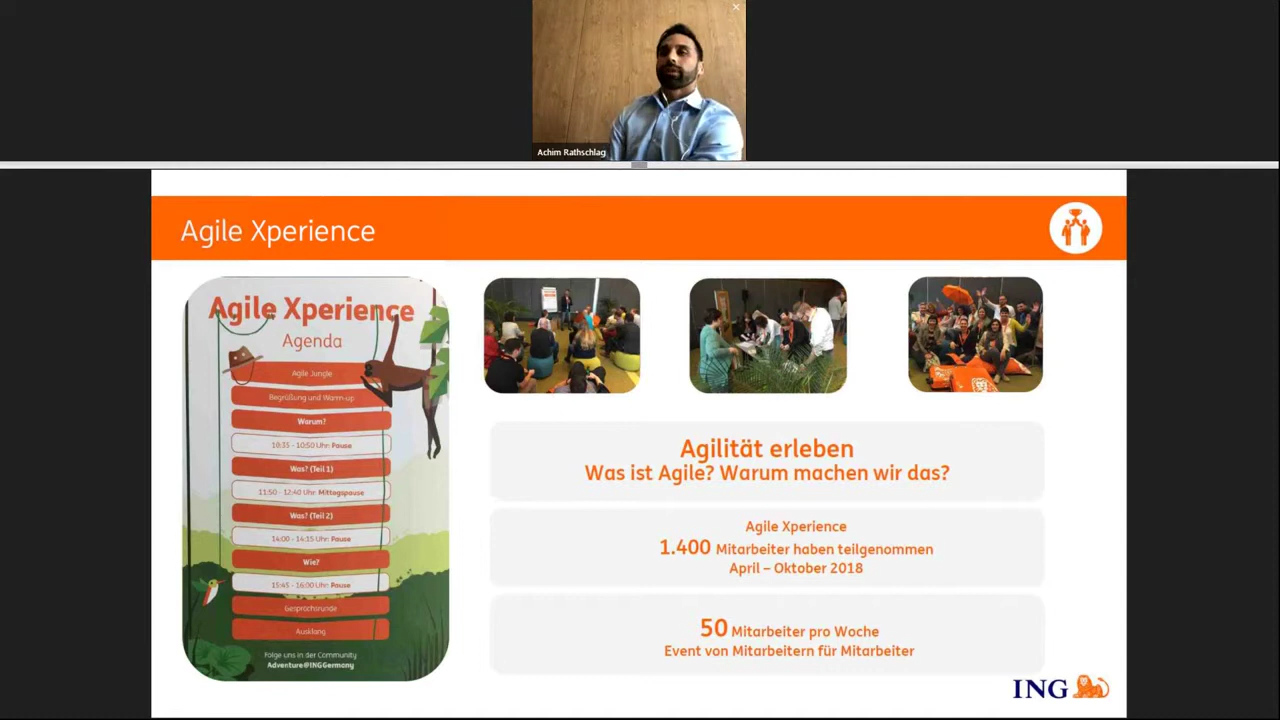 Achim Rathschlag
Agile Xperience
Agile Xperience
Agenda
Agile Jungle
Begrüßung und Warm-up
Warum?
10:35 - 10:50 Uhr: Pause
Was? (Teil 1)
11:50 - 12:40 Uhr: Mittagspause
Was? (Teil 2)
14:00 - 14:15 Uhr: Pause
Wie?
15:45 - 16:00 Uhr: Pause
Gesprächsrunde
Ausklang
Folge uns in der Community
Adventure@INGGermany
Agilität erleben
Was ist Agile? Warum machen wir das?
Agile Xperience
1.400 Mitarbeiter haben teilgenommen
April – Oktober 2018
50 Mitarbeiter pro Woche
Event von Mitarbeitern für Mitarbeiter
ING